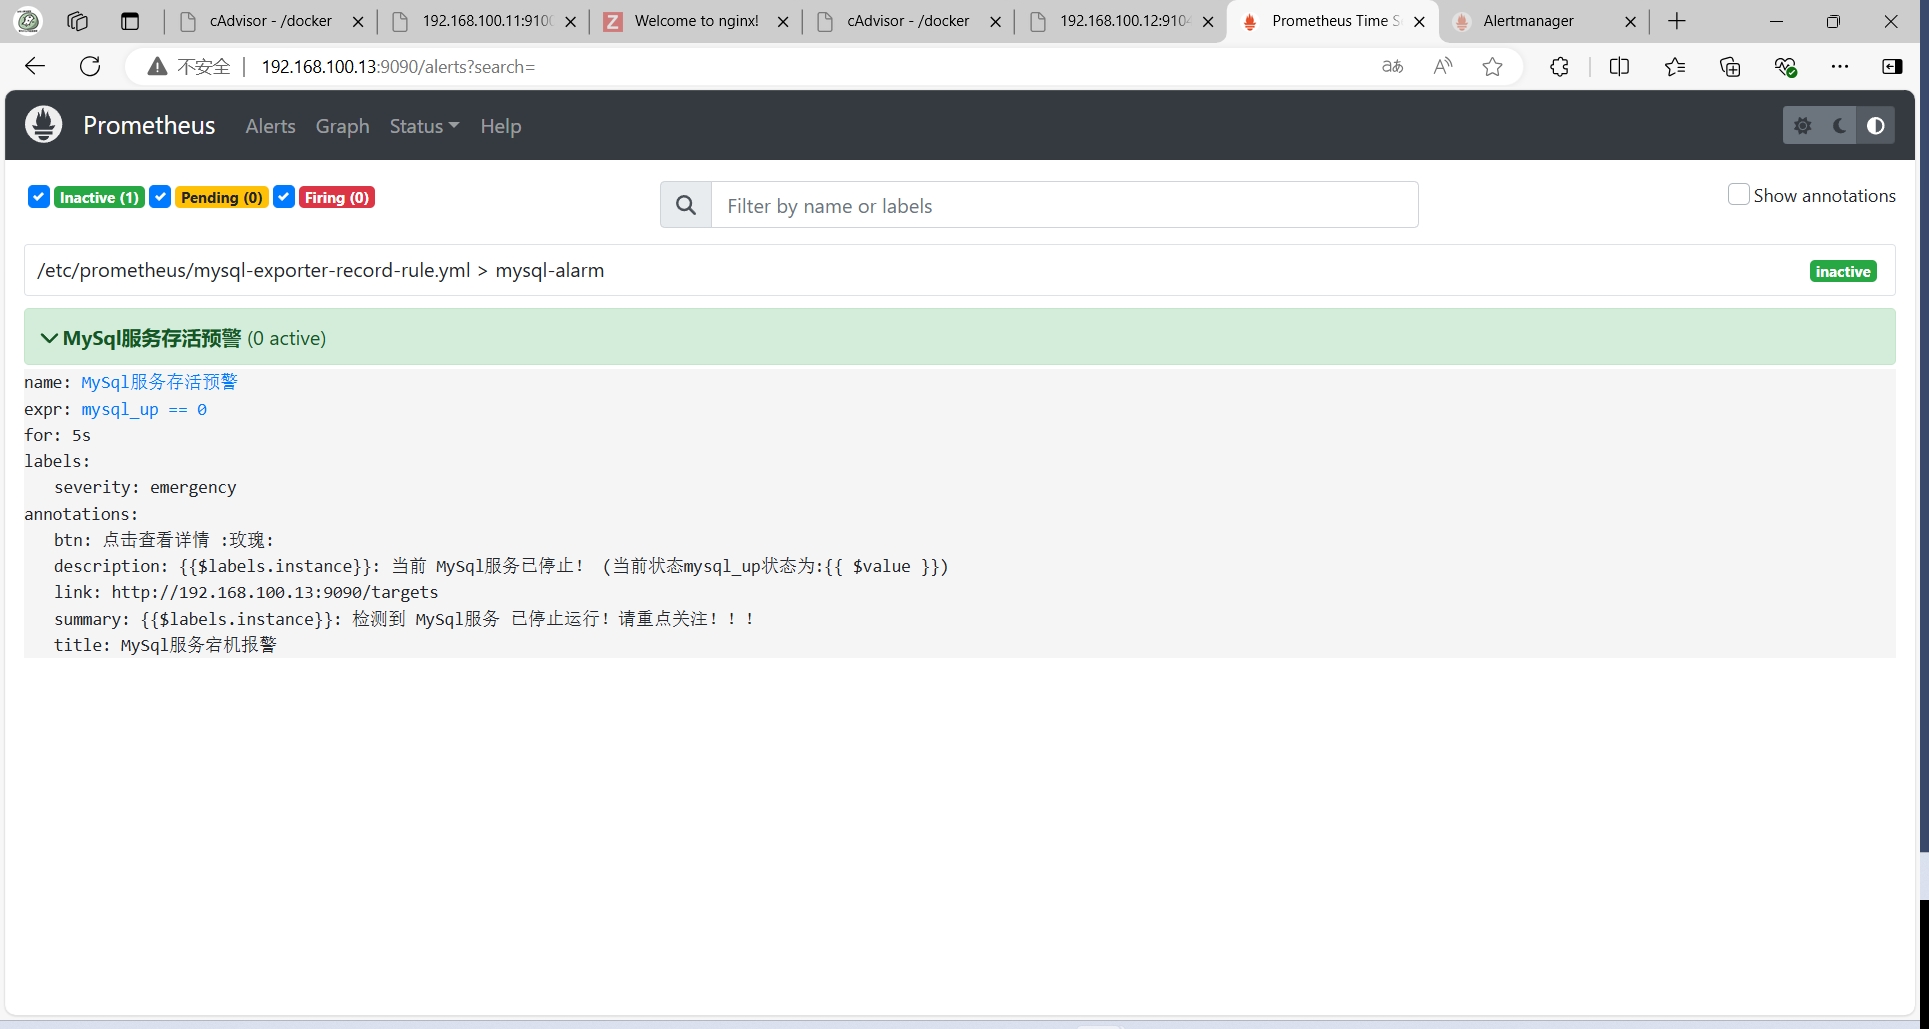 cAdvisor - /docker
192.168.100.11:910
Welcome to nginx!
cAdvisor - /docker
192.168.100.12:910
Prometheus Time S
Alertmanager
不安全
192.168.100.13:9090/alerts?search=
Prometheus Alerts Graph Status Help
Inactive (1) Pending (0) Firing (0)
Filter by name or labels
Show annotations
/etc/prometheus/mysql-exporter-record-rule.yml > mysql-alarm
inactive
MySql服务存活预警 (0 active)
name: MySql服务存活预警
expr: mysql_up == 0
for: 5s
labels:
severity: emergency
annotations:
btn: 点击查看详情 :玫瑰:
description: {{$labels.instance}}: 当前 MySql服务已停止！ (当前状态mysql_up状态为:{{ $value }})
link: http://192.168.100.13:9090/targets
summary: {{$labels.instance}}: 检测到 MySql服务 已停止运行！请重点关注！！！
title: MySql服务宕机报警